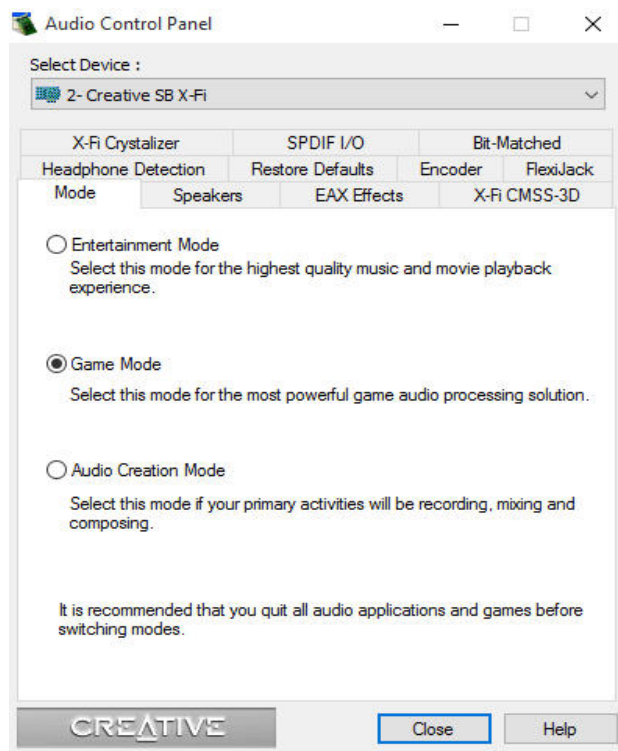 Audio Control Panel
Select Device :
2- Creative SB X-Fi
X-Fi Crystalizer SPDIF I/O Bit-Matched
Headphone Detection Restore Defaults Encoder FlexiJack
Mode Speakers EAX Effects X-Fi CMSS-3D
Entertainment Mode
Select this mode for the highest quality music and movie playback
experience.
Game Mode
Select this mode for the most powerful game audio processing solution.
Audio Creation Mode
Select this mode if your primary activities will be recording, mixing and
composing.
It is recommended that you quit all audio applications and games before
switching modes.
CREATIVE Close Help